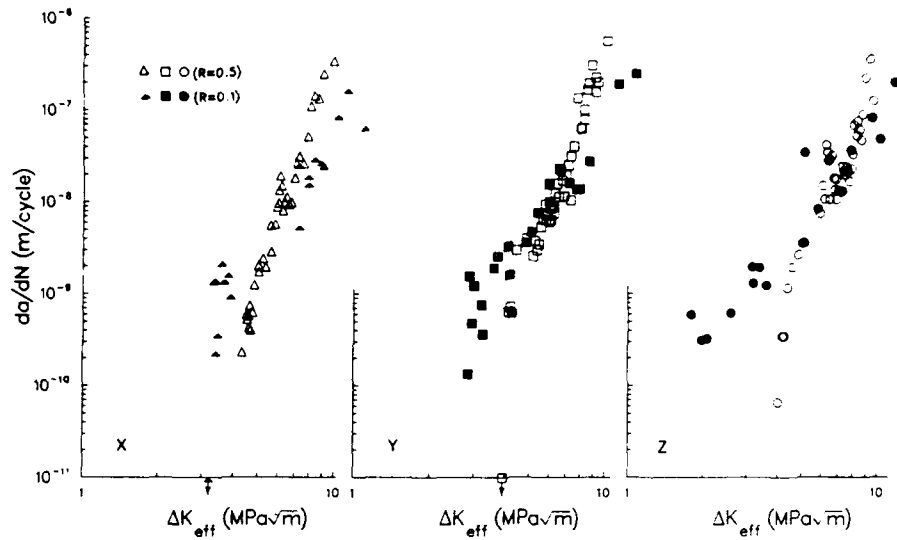 da/dN (m/cycle)
10⁻⁶
10⁻⁷
10⁻⁸
10⁻⁹
10⁻¹⁰
10⁻¹¹
△ □ ○ (R=0.5)
▲ ■ ● (R=0.1)
X
Y
Z
1 10
1 10
1 10
ΔK_eff (MPa√m)
ΔK_eff (MPa√m)
ΔK_eff (MPa√m)